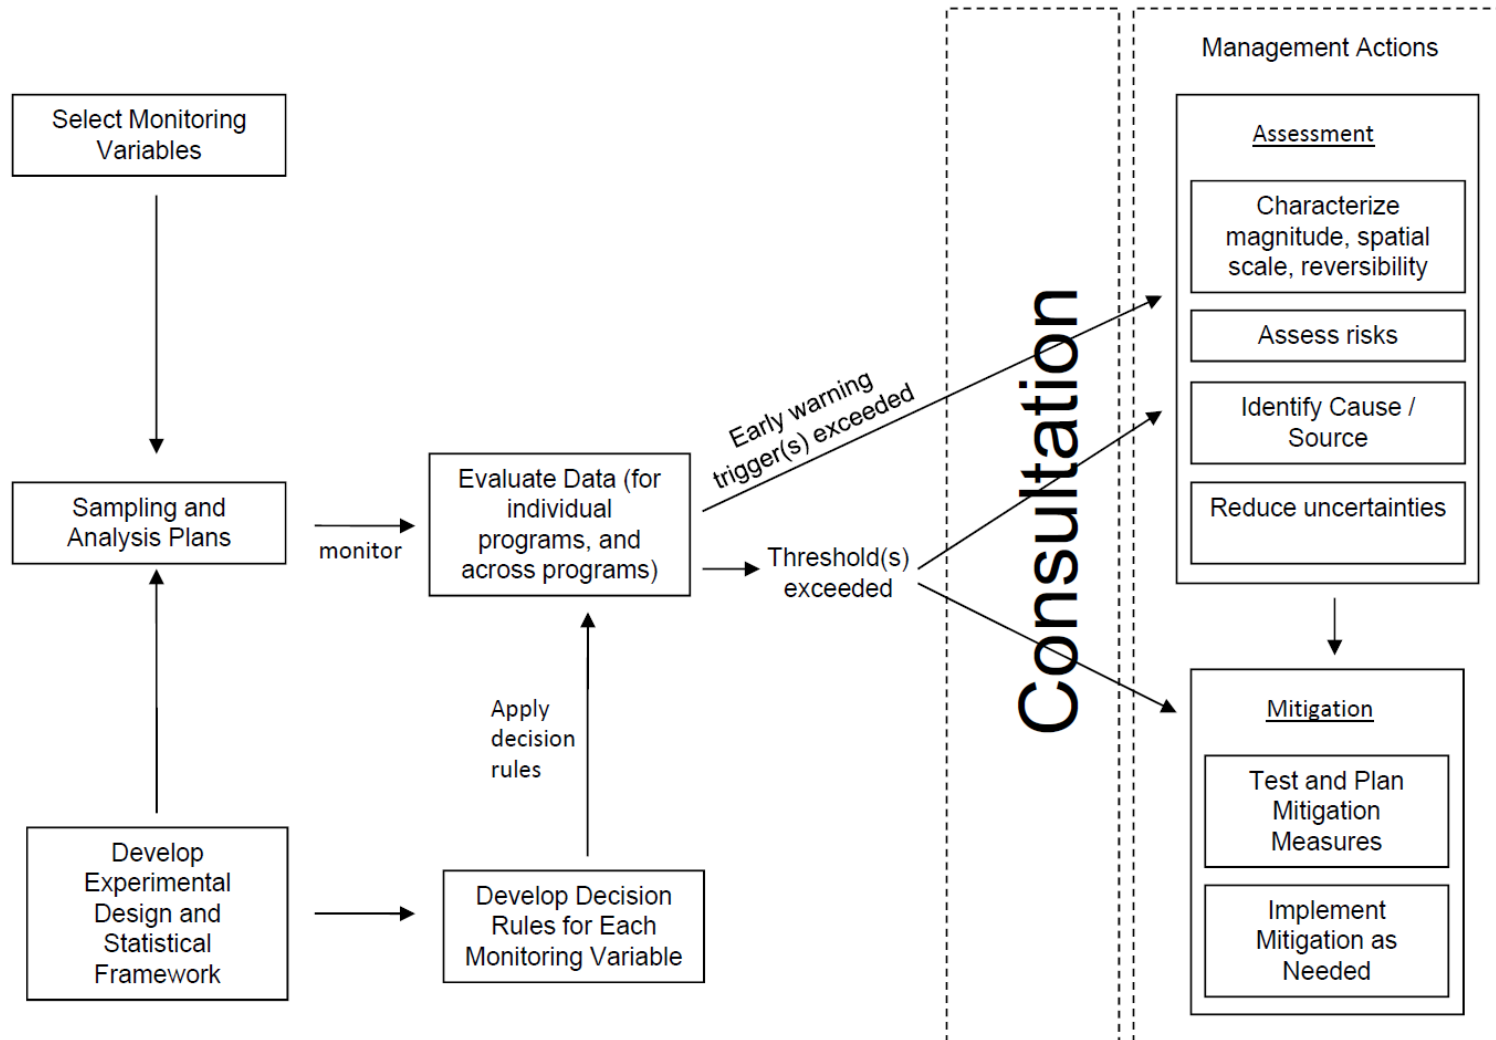 Select Monitoring
Variables
Sampling and
Analysis Plans
monitor
Develop
Experimental
Design and
Statistical
Framework
Evaluate Data (for
individual
programs, and
across programs)
Apply
decision
rules
Develop Decision
Rules for Each
Monitoring Variable
Early warning
trigger(s) exceeded
Threshold(s)
exceeded
Consultation
Management Actions
Assessment
Characterize
magnitude, spatial
scale, reversibility
Assess risks
Identify Cause /
Source
Reduce uncertainties
Mitigation
Test and Plan
Mitigation
Measures
Implement
Mitigation as
Needed